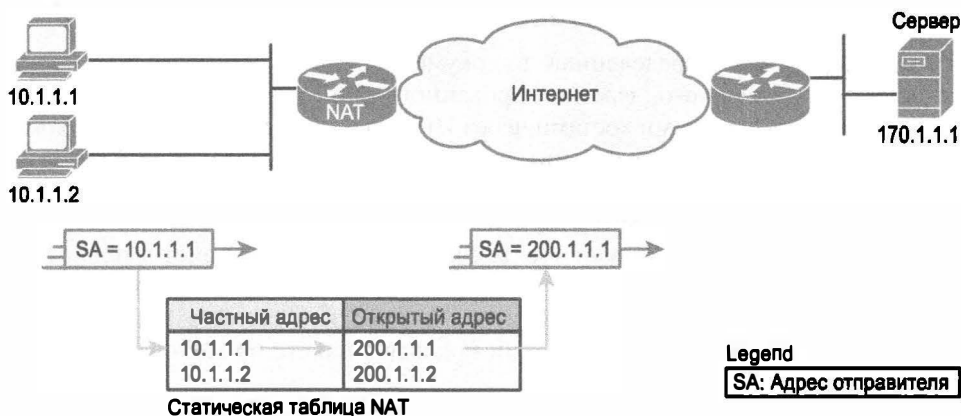 Сервер
10.1.1.1
NAT
Интернет
170.1.1.1
10.1.1.2
SA = 10.1.1.1
SA = 200.1.1.1
Частный адрес Открытый адрес
10.1.1.1 200.1.1.1
10.1.1.2 200.1.1.2
Статическая таблица NAT
Legend
SA: Адрес отправителя